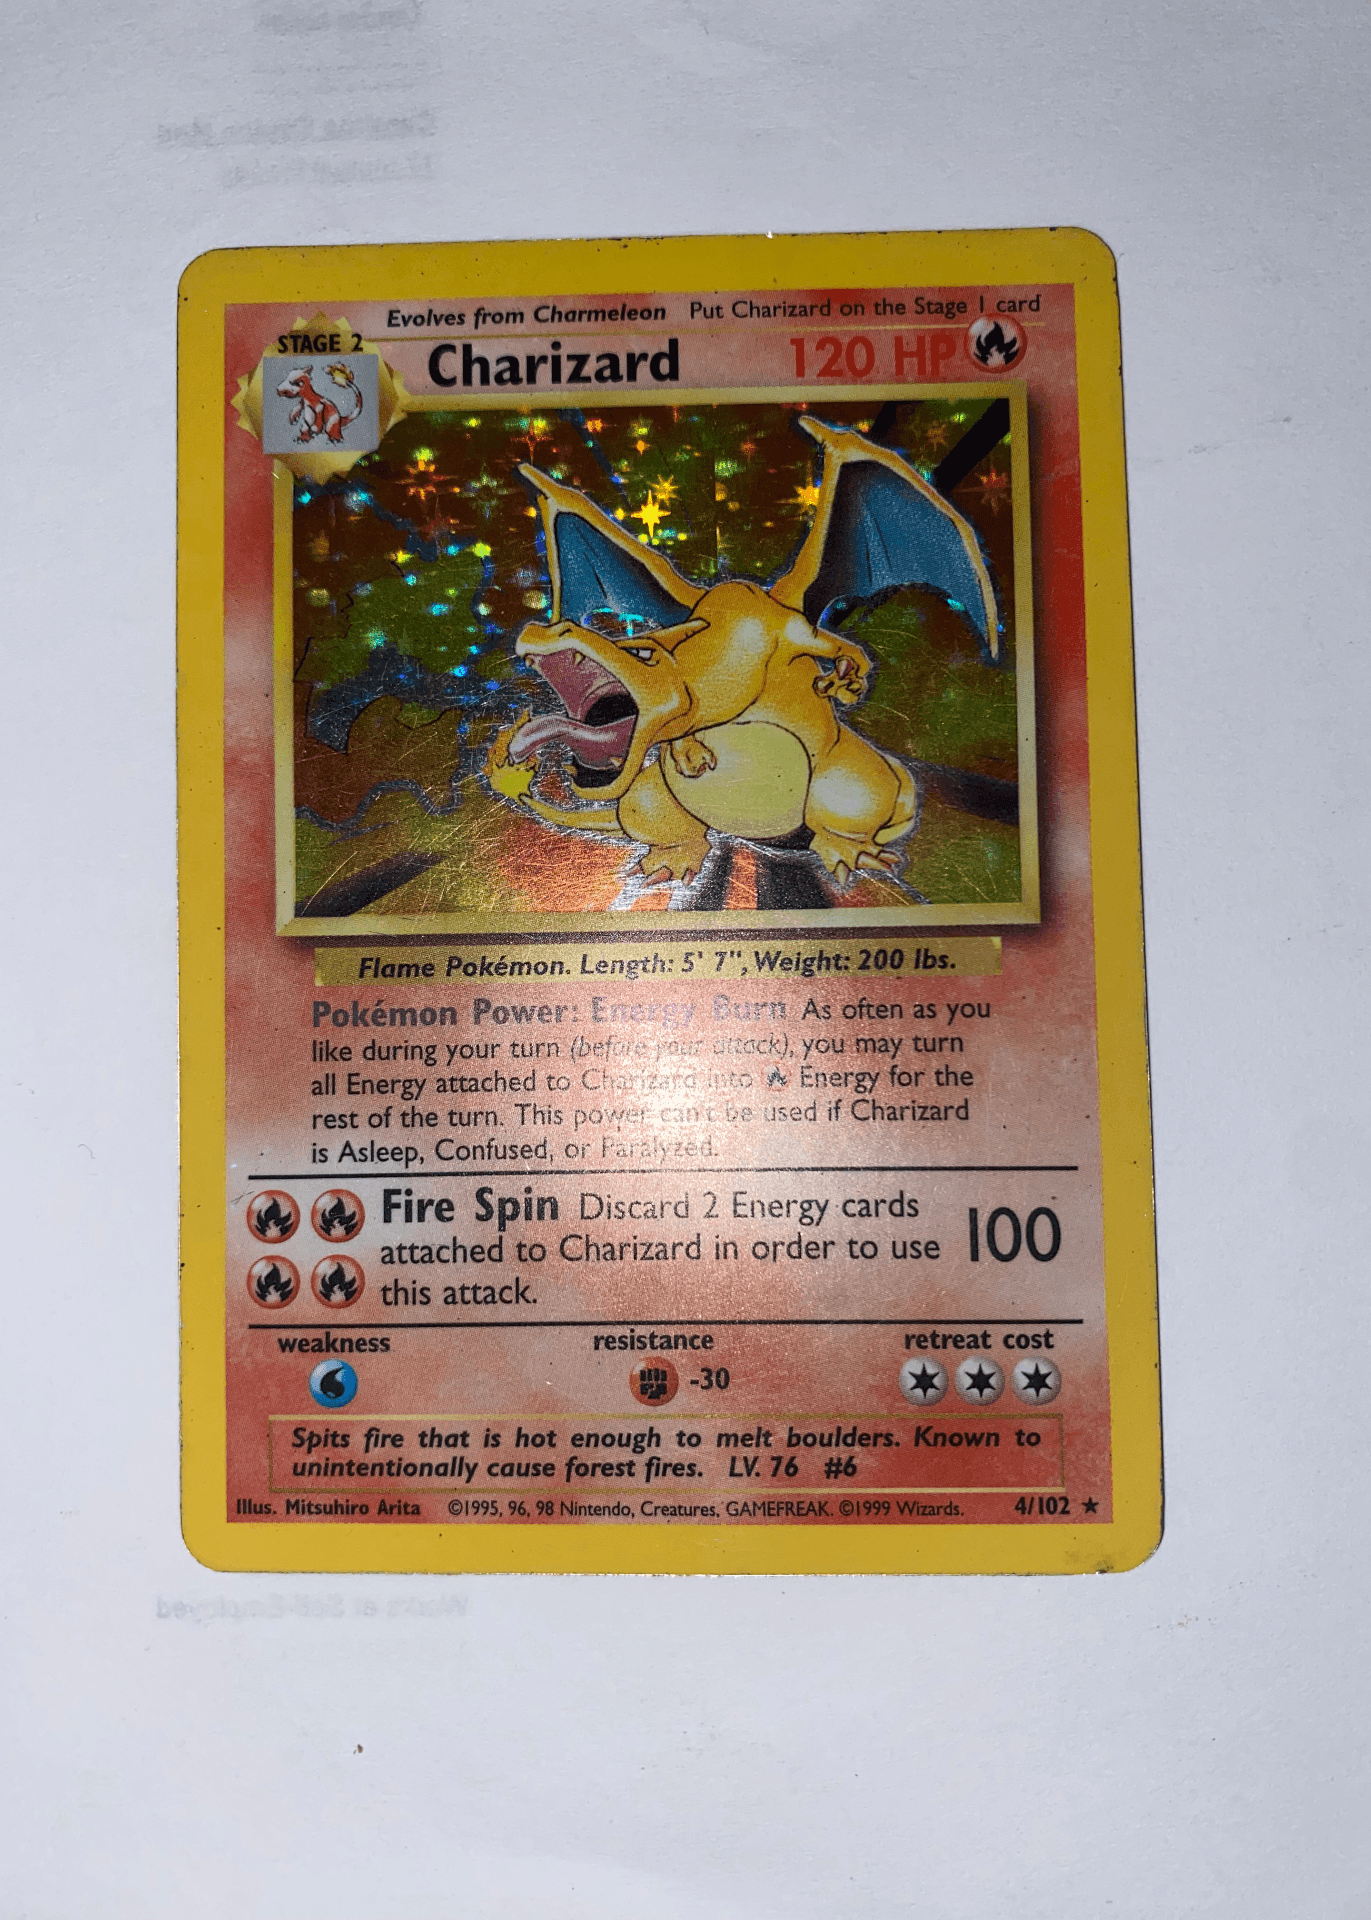 Evolves from Charmeleon Put Charizard on the Stage 1 card
STAGE 2
Charizard 120 HP
Flame Pokémon. Length: 5' 7", Weight: 200 lbs.
Pokémon Power: Energy Burn As often as you
like during your turn (before your attack), you may turn
all Energy attached to Charizard into Energy for the
rest of the turn. This power can't be used if Charizard
is Asleep, Confused, or Paralyzed.
Fire Spin Discard 2 Energy cards
attached to Charizard in order to use
this attack.
100
weakness resistance retreat cost
-30
Spits fire that is hot enough to melt boulders. Known to
unintentionally cause forest fires. LV. 76 #6
Illus. Mitsuhiro Arita ©1995, 96, 98 Nintendo, Creatures, GAMEFREAK. ©1999 Wizards. 4/102 ★